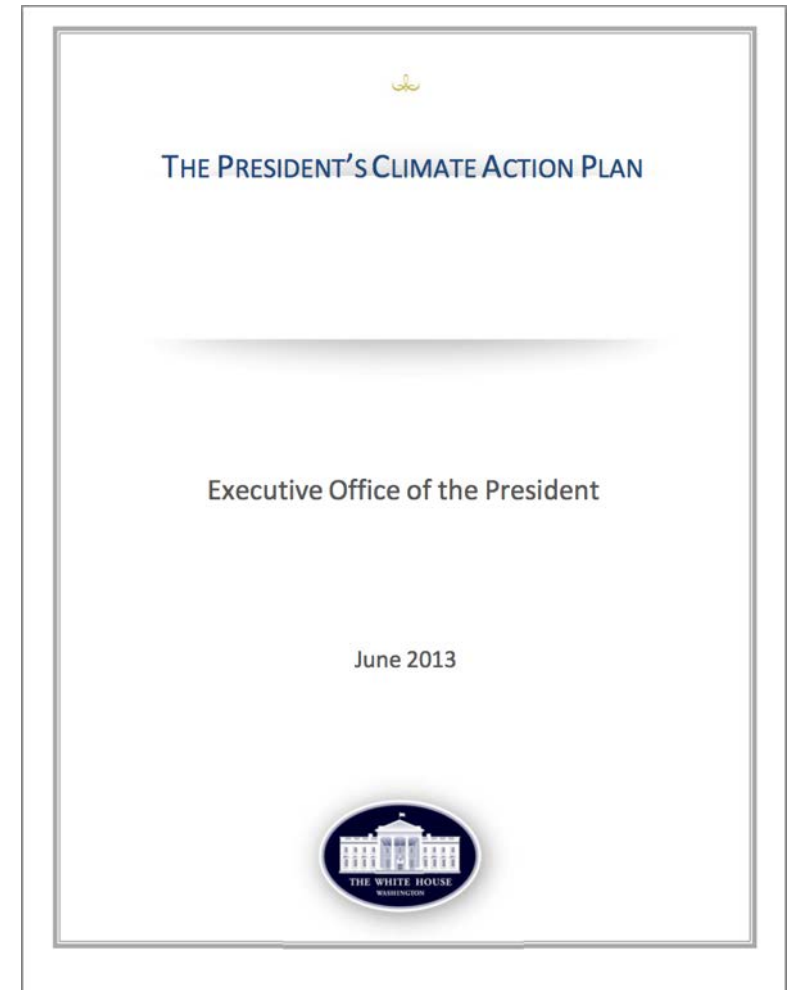 THE PRESIDENT'S CLIMATE ACTION PLAN
Executive Office of the President
June 2013
THE WHITE HOUSE
WASHINGTON